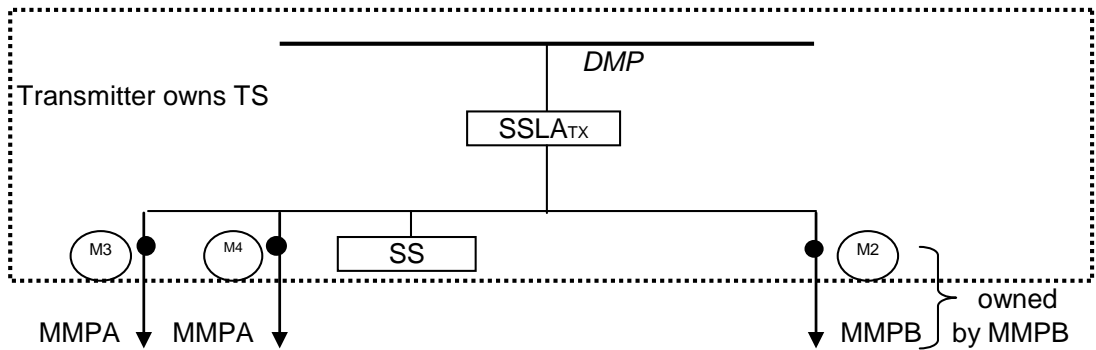 DMP
Transmitter owns TS
SSLATX
M3
M4
SS
M2
owned
MMPA
MMPA
MMPB
by MMPB